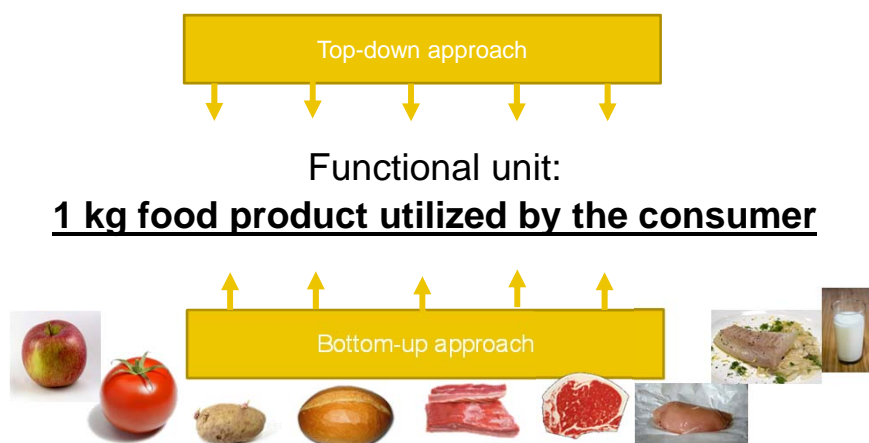 Top-down approach
Functional unit:
1 kg food product utilized by the consumer
Bottom-up approach